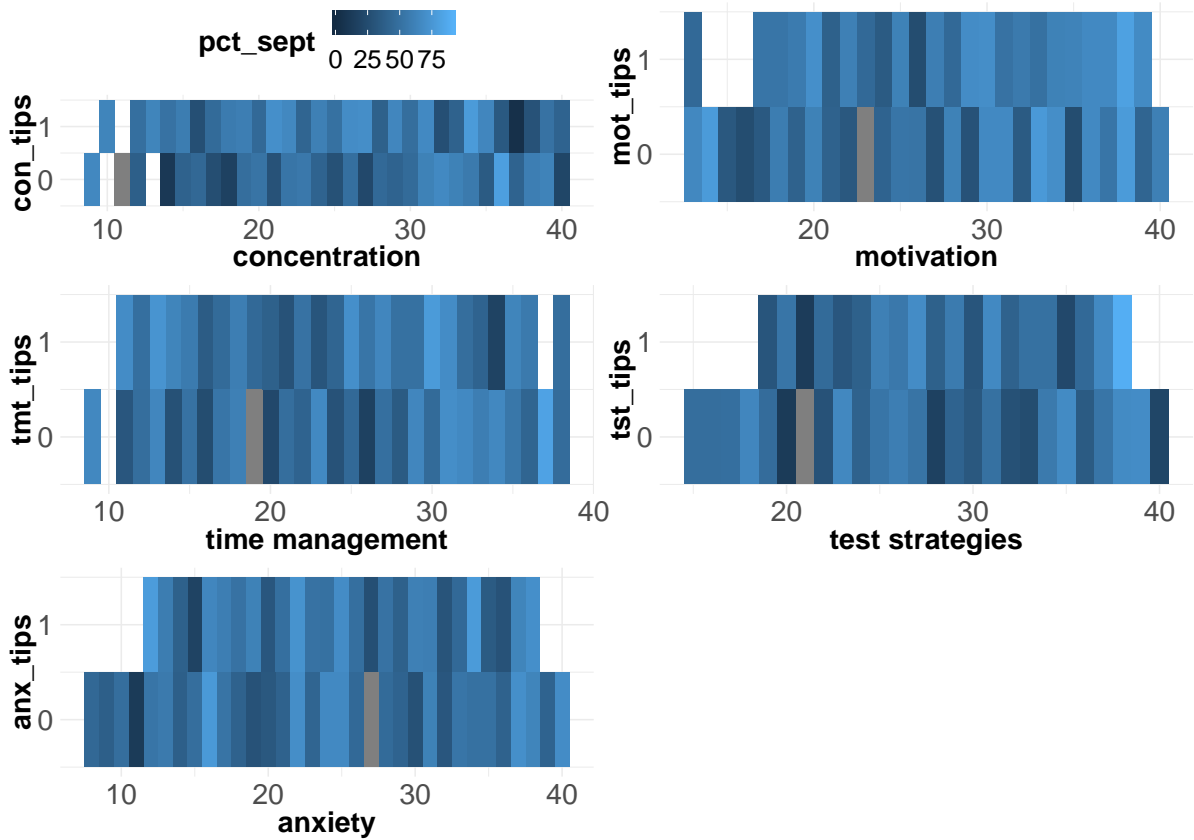 pct_sept
0 25 50 75
con_tips
1
0
10 20 30 40
concentration
mot_tips
1
0
20 30 40
motivation
tmt_tips
1
0
10 20 30 40
time management
tst_tips
1
0
20 30 40
test strategies
anx_tips
1
0
10 20 30 40
anxiety